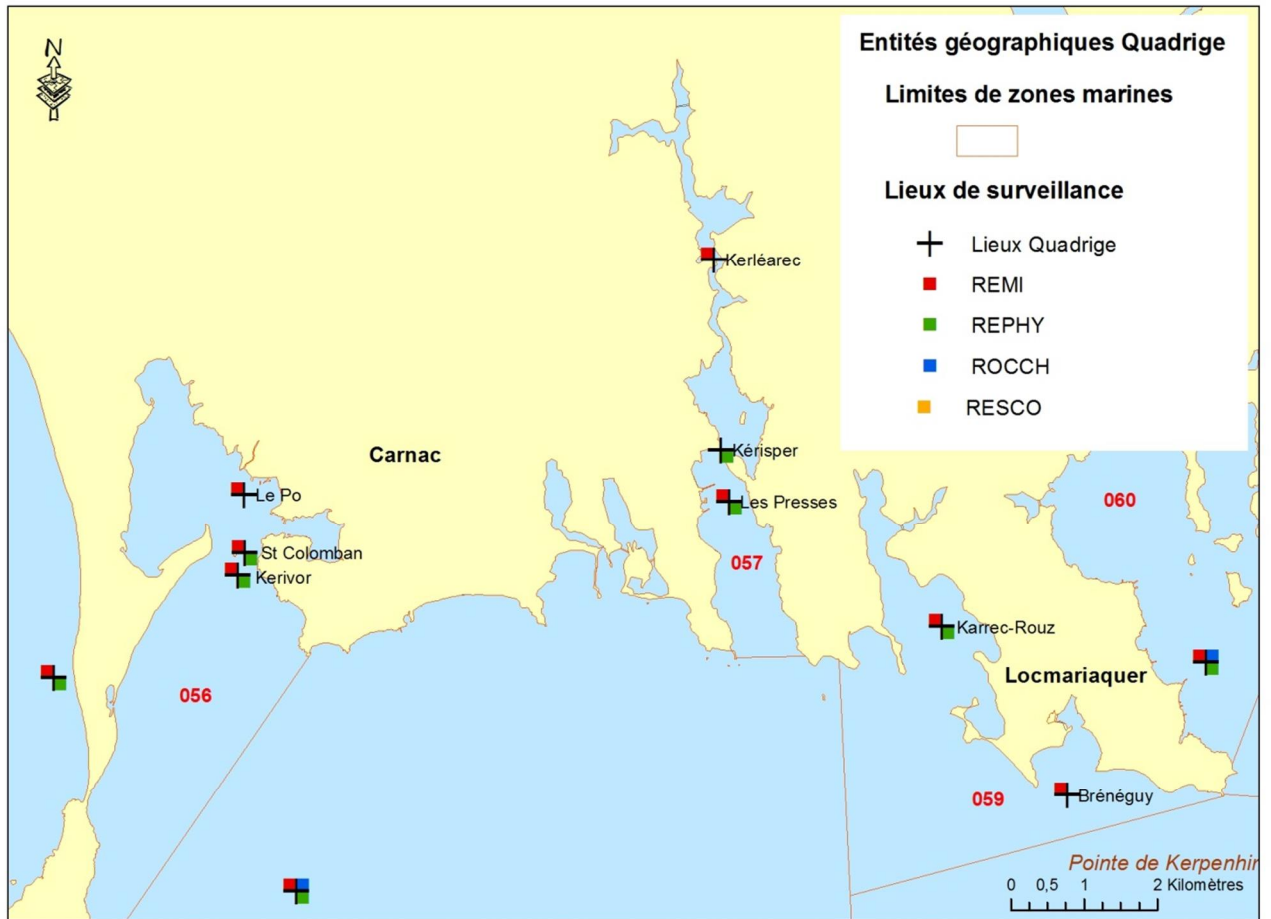 N
Entités géographiques Quadrige
Limites de zones marines
Lieux de surveillance
Lieux Quadrige
REMI
REPHY
ROCCH
RESCO
Kerléarec
Carnac
Kérisper
Le Po
Les Presses
060
St Colomban
Kerivor
057
Karrec-Rouz
Locmariaquer
056
059
Brénéguy
Pointe de Kerpenhir
0 0,5 1 2 Kilomètres